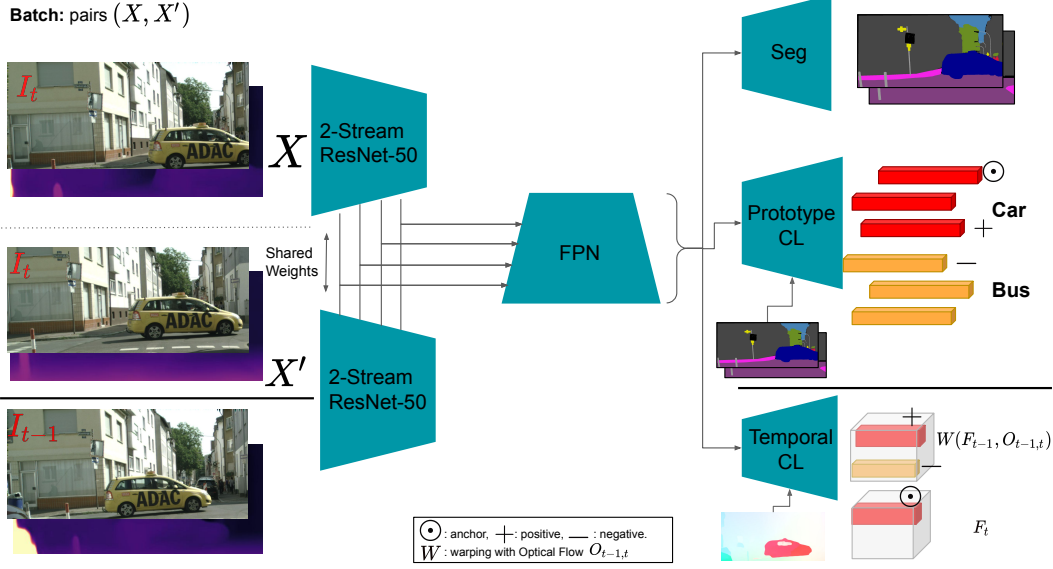 Batch: pairs (X, X′)
I_t
ADAC
X
2-Stream
ResNet-50
Shared
Weights
I_t
ADAC
X′
2-Stream
ResNet-50
I_{t-1}
ADAC
FPN
Seg
Prototype
CL
Car
+
−
Bus
Temporal
CL
+
W(F_{t-1}, O_{t-1,t})
−
F_t
⊙ : anchor, + : positive, — : negative.
W : warping with Optical Flow O_{t-1,t}